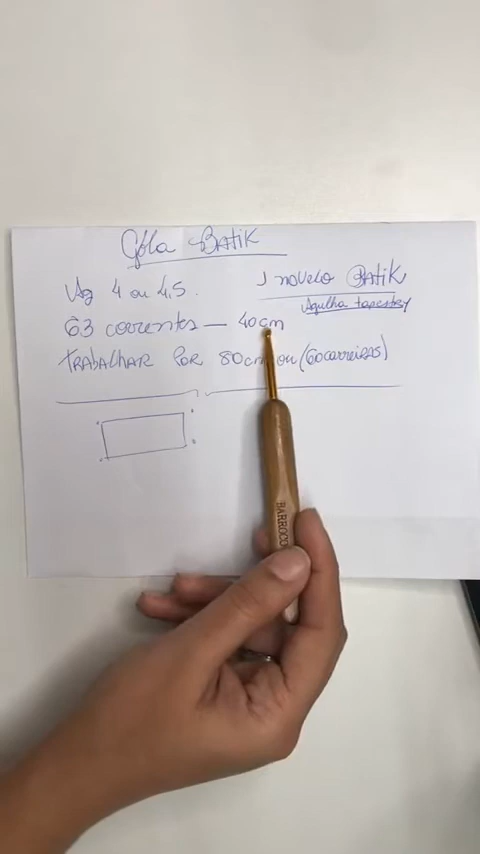 Gola BATIK
Ag 4 ou 4,5.
1 novelo BATIK
Agulha tapestry
63 correntes — 40cm
TRABALHAR POR 80cm ou (60 carreiras)
BARROCO